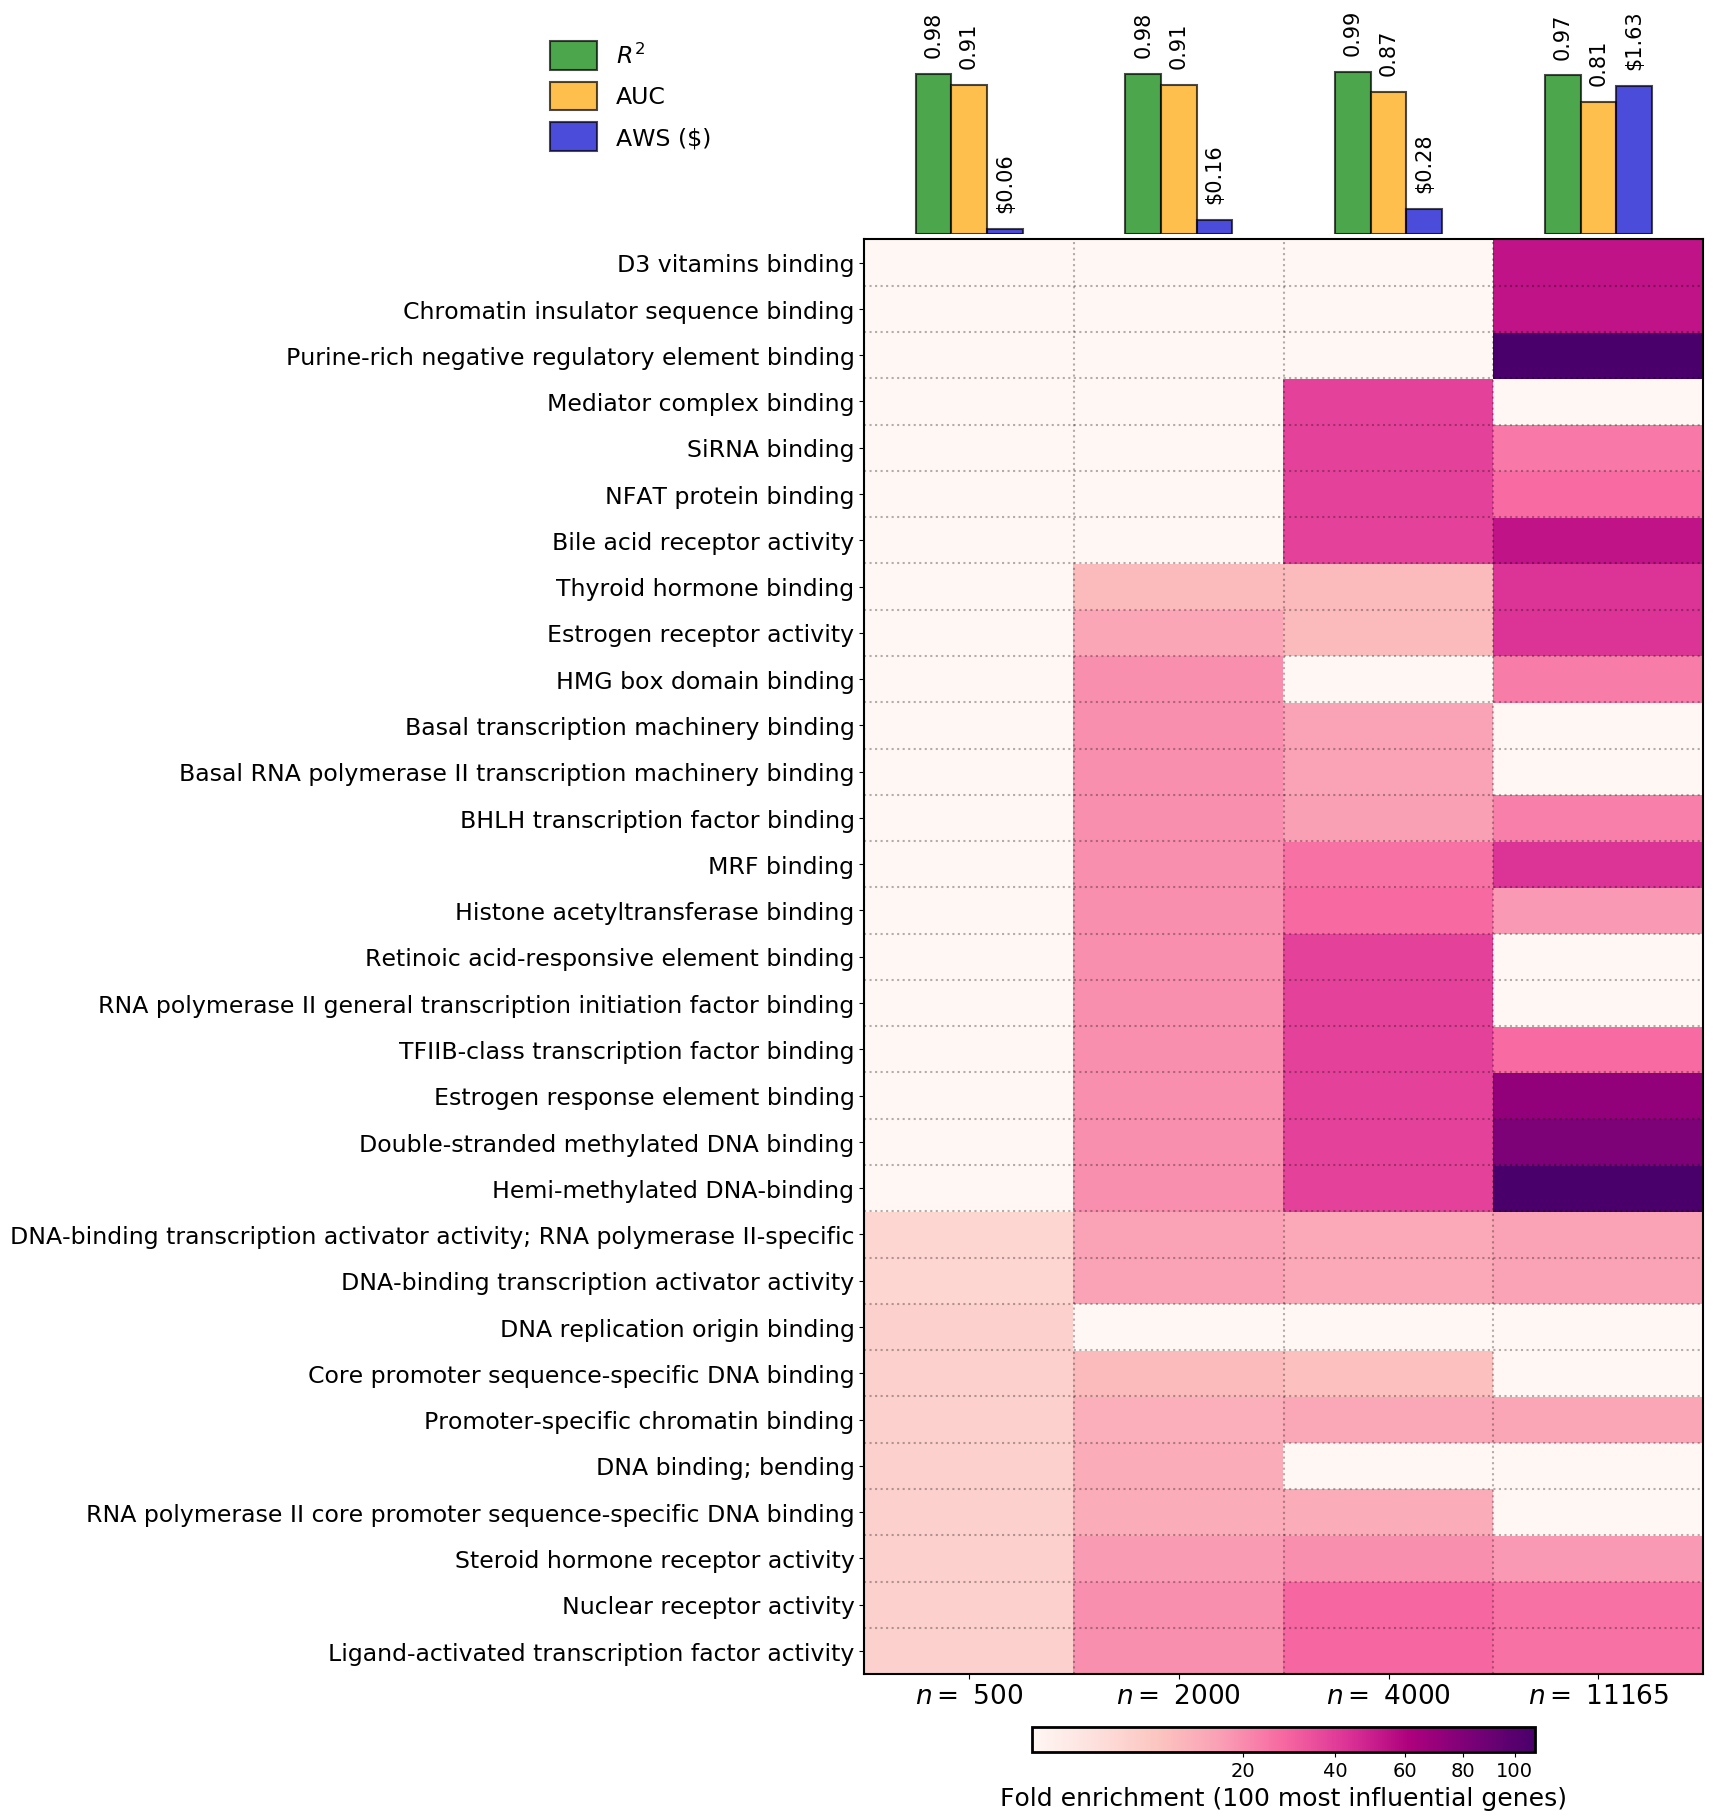 R²
AUC
AWS ($)
0.98
0.91
$0.06
0.98
0.91
$0.16
0.99
0.87
$0.28
0.97
0.81
$1.63
D3 vitamins binding
Chromatin insulator sequence binding
Purine-rich negative regulatory element binding
Mediator complex binding
SiRNA binding
NFAT protein binding
Bile acid receptor activity
Thyroid hormone binding
Estrogen receptor activity
HMG box domain binding
Basal transcription machinery binding
Basal RNA polymerase II transcription machinery binding
BHLH transcription factor binding
MRF binding
Histone acetyltransferase binding
Retinoic acid-responsive element binding
RNA polymerase II general transcription initiation factor binding
TFIIB-class transcription factor binding
Estrogen response element binding
Double-stranded methylated DNA binding
Hemi-methylated DNA-binding
DNA-binding transcription activator activity; RNA polymerase II-specific
DNA-binding transcription activator activity
DNA replication origin binding
Core promoter sequence-specific DNA binding
Promoter-specific chromatin binding
DNA binding; bending
RNA polymerase II core promoter sequence-specific DNA binding
Steroid hormone receptor activity
Nuclear receptor activity
Ligand-activated transcription factor activity
n = 500
n = 2000
n = 4000
n = 11165
20
40
60
80
100
Fold enrichment (100 most influential genes)